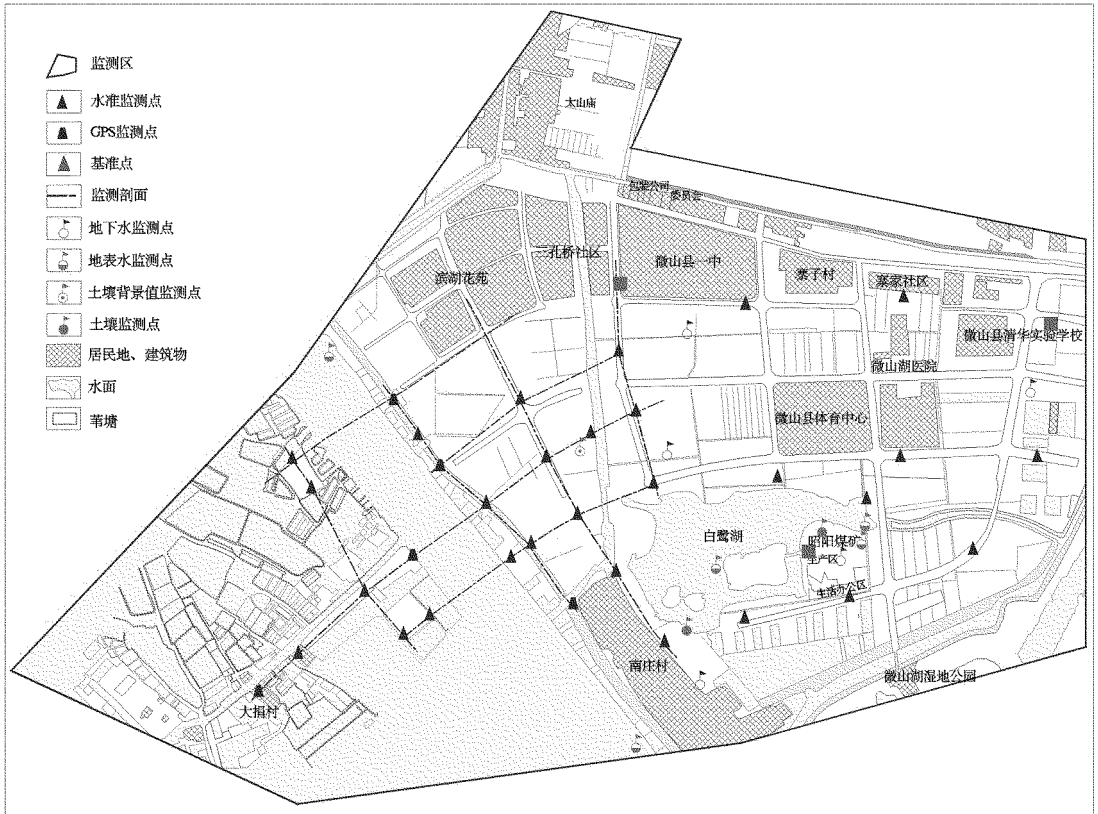 监测区
水准监测点
GPS监测点
基准点
监测剖面
地下水监测点
地表水监测点
土壤背景值监测点
土壤监测点
居民地、建筑物
水面
苇塘
太山庙
包装公司
委员会
三孔桥社区
滨湖花苑
微山县一中
寨子村
寨家社区
微山县清华实验学校
微山湖医院
微山县体育中心
白鹭湖
昭阳煤矿
生产区
生活办公区
南庄村
微山湖湿地公园
大捐村